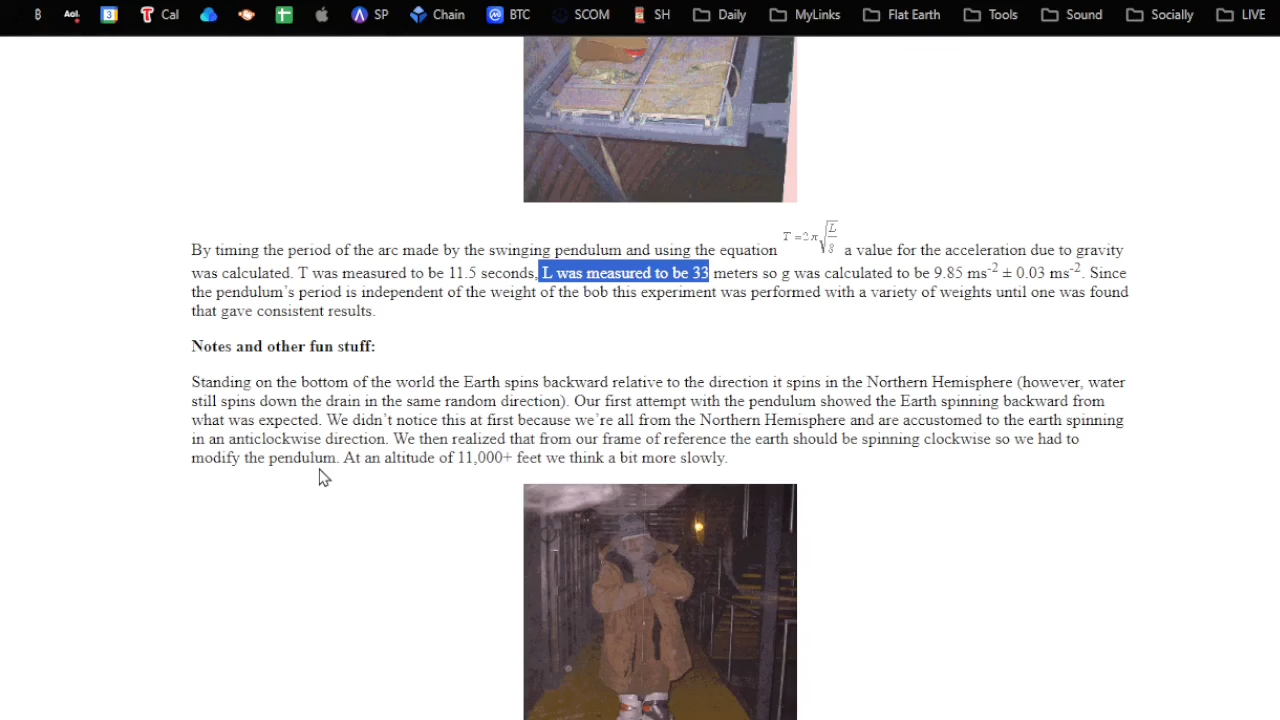 Aol. Cal SP Chain BTC SCOM SH Daily MyLinks Flat Earth Tools Sound Socially LIVE
By timing the period of the arc made by the swinging pendulum and using the equation T = 2π√(L/g) a value for the acceleration due to gravity
was calculated. T was measured to be 11.5 seconds, L was measured to be 33 meters so g was calculated to be 9.85 ms⁻² ± 0.03 ms⁻². Since
the pendulum’s period is independent of the weight of the bob this experiment was performed with a variety of weights until one was found
that gave consistent results.
Notes and other fun stuff:
Standing on the bottom of the world the Earth spins backward relative to the direction it spins in the Northern Hemisphere (however, water
still spins down the drain in the same random direction). Our first attempt with the pendulum showed the Earth spinning backward from
what was expected. We didn’t notice this at first because we’re all from the Northern Hemisphere and are accustomed to the earth spinning
in an anticlockwise direction. We then realized that from our frame of reference the earth should be spinning clockwise so we had to
modify the pendulum. At an altitude of 11,000+ feet we think a bit more slowly.